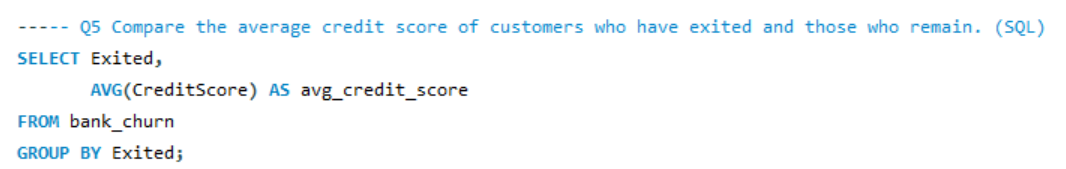 ----- Q5 Compare the average credit score of customers who have exited and those who remain. (SQL)
SELECT Exited,
       AVG(CreditScore) AS avg_credit_score
FROM bank_churn
GROUP BY Exited;